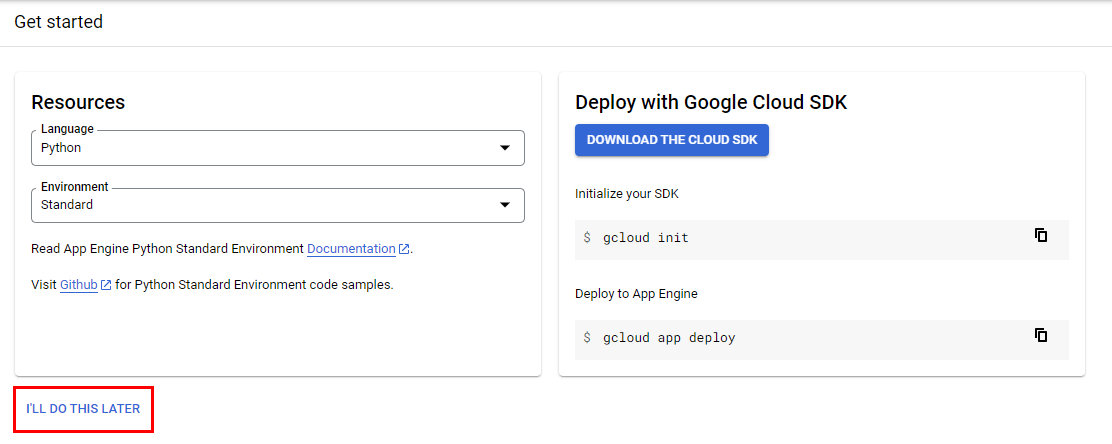 Get started
Resources
Language
Python
Environment
Standard
Read App Engine Python Standard Environment Documentation.
Visit Github for Python Standard Environment code samples.
Deploy with Google Cloud SDK
DOWNLOAD THE CLOUD SDK
Initialize your SDK
$ gcloud init
Deploy to App Engine
$ gcloud app deploy
I'LL DO THIS LATER